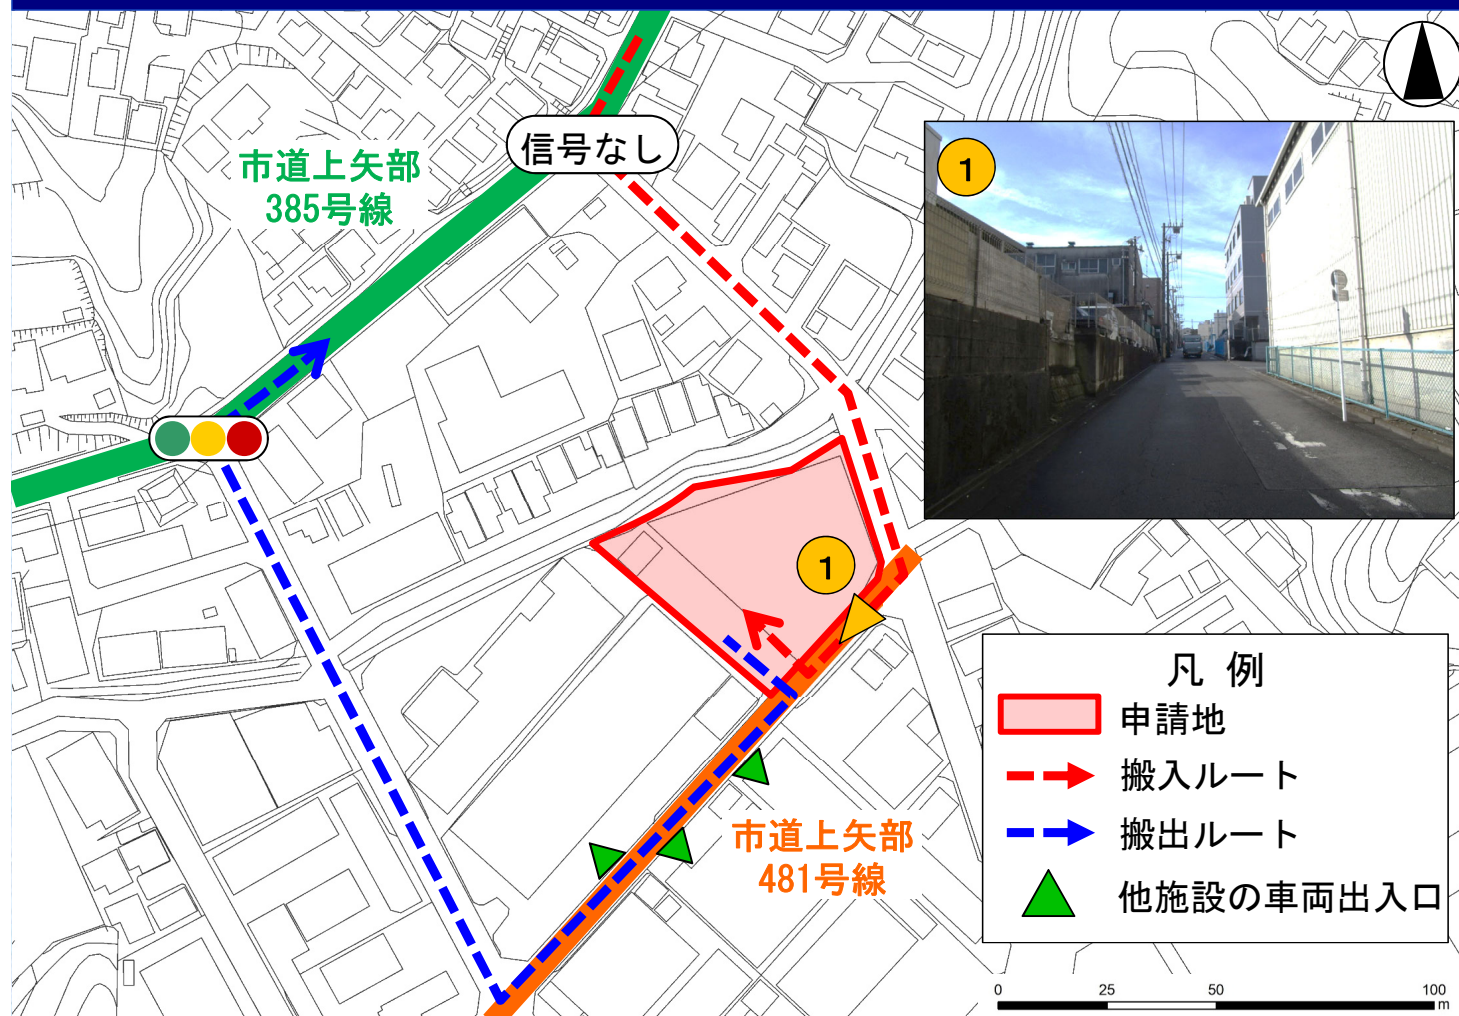 信号なし
市道上矢部
385号線
1
1
市道上矢部
481号線
凡 例
申請地
搬入ルート
搬出ルート
他施設の車両出入口
0 25 50 100
m